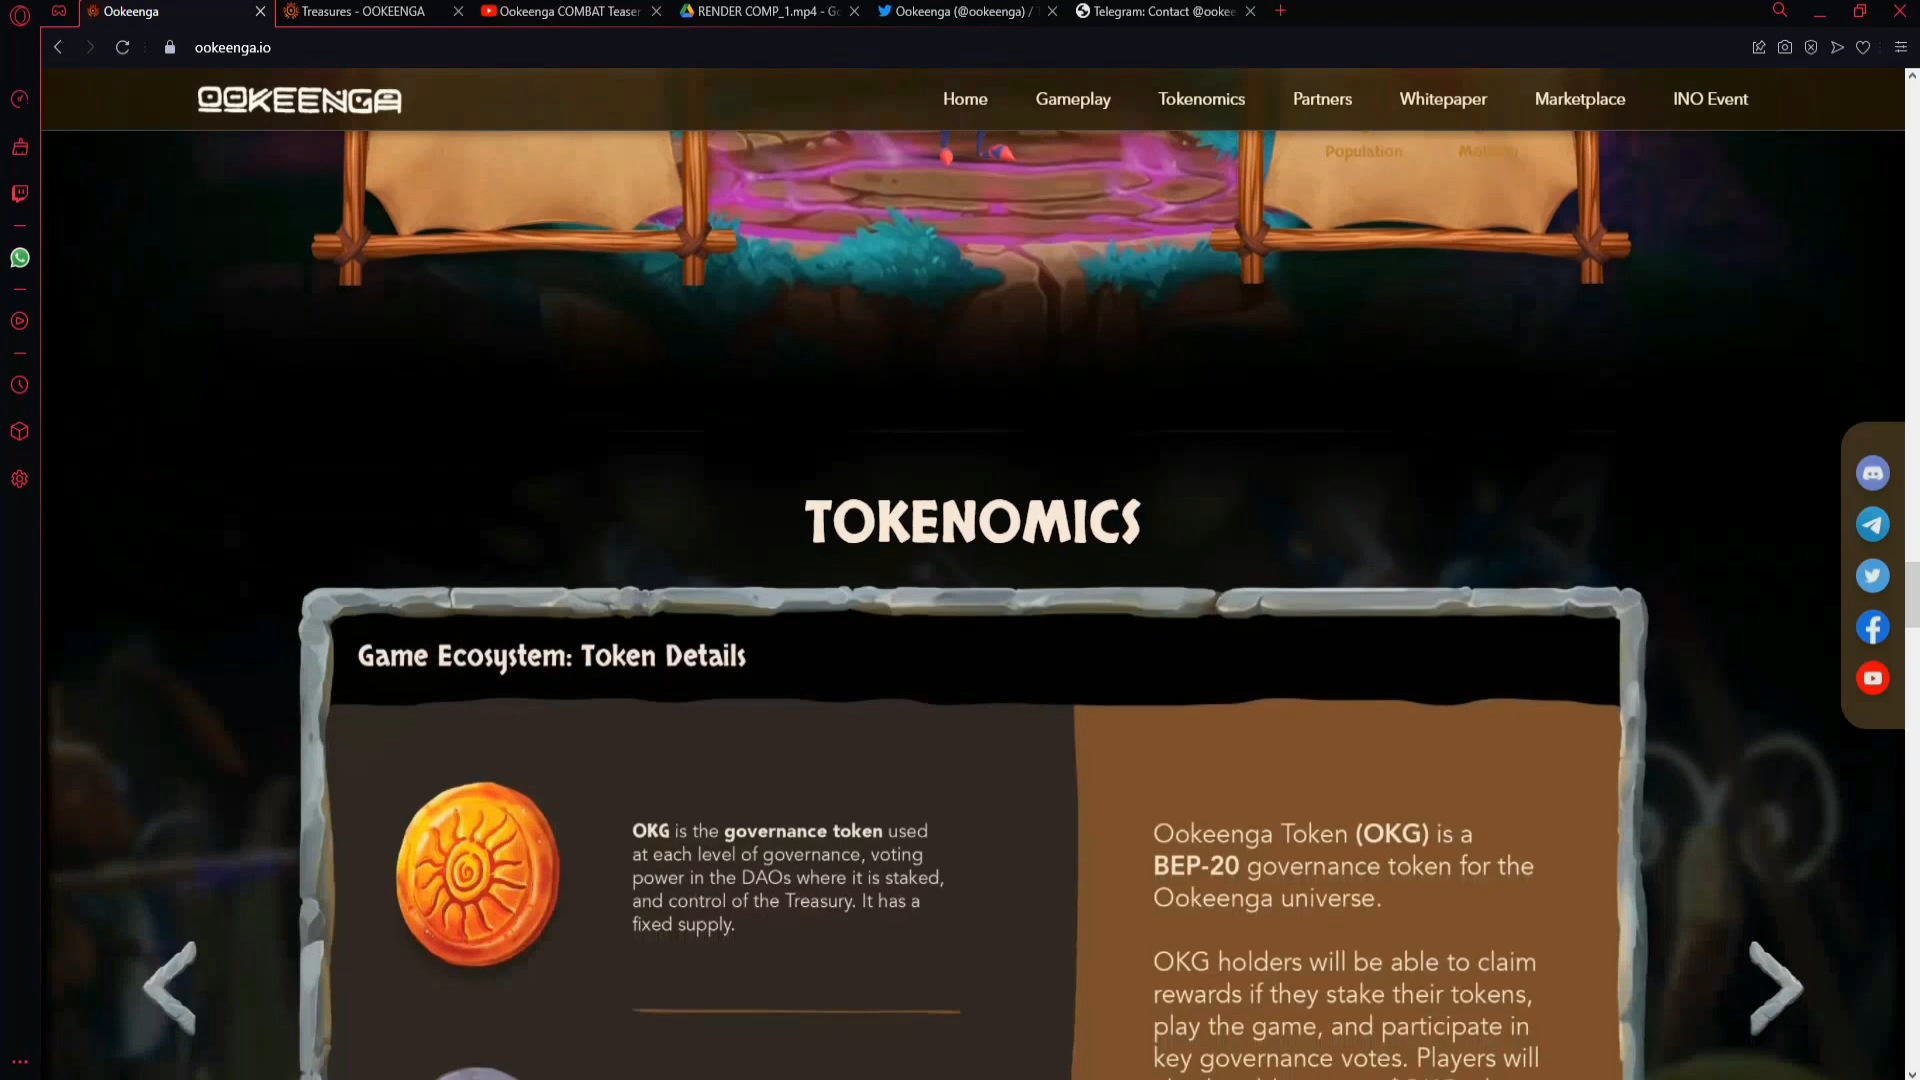 Ookeenga
Treasures - OOKEENGA
Ookeenga COMBAT Teaser
RENDER COMP_1.mp4 - Go
Ookeenga (@ookeenga) /
Telegram: Contact @ookee
ookeenga.io
OOKEENGA
Home
Gameplay
Tokenomics
Partners
Whitepaper
Marketplace
INO Event
Population
TOKENOMICS
Game Ecosystem: Token Details
OKG is the governance token used
at each level of governance, voting
power in the DAOs where it is staked,
and control of the Treasury. It has a
fixed supply.
Ookeenga Token (OKG) is a
BEP-20 governance token for the
Ookeenga universe.
OKG holders will be able to claim
rewards if they stake their tokens,
play the game, and participate in
key governance votes. Players will